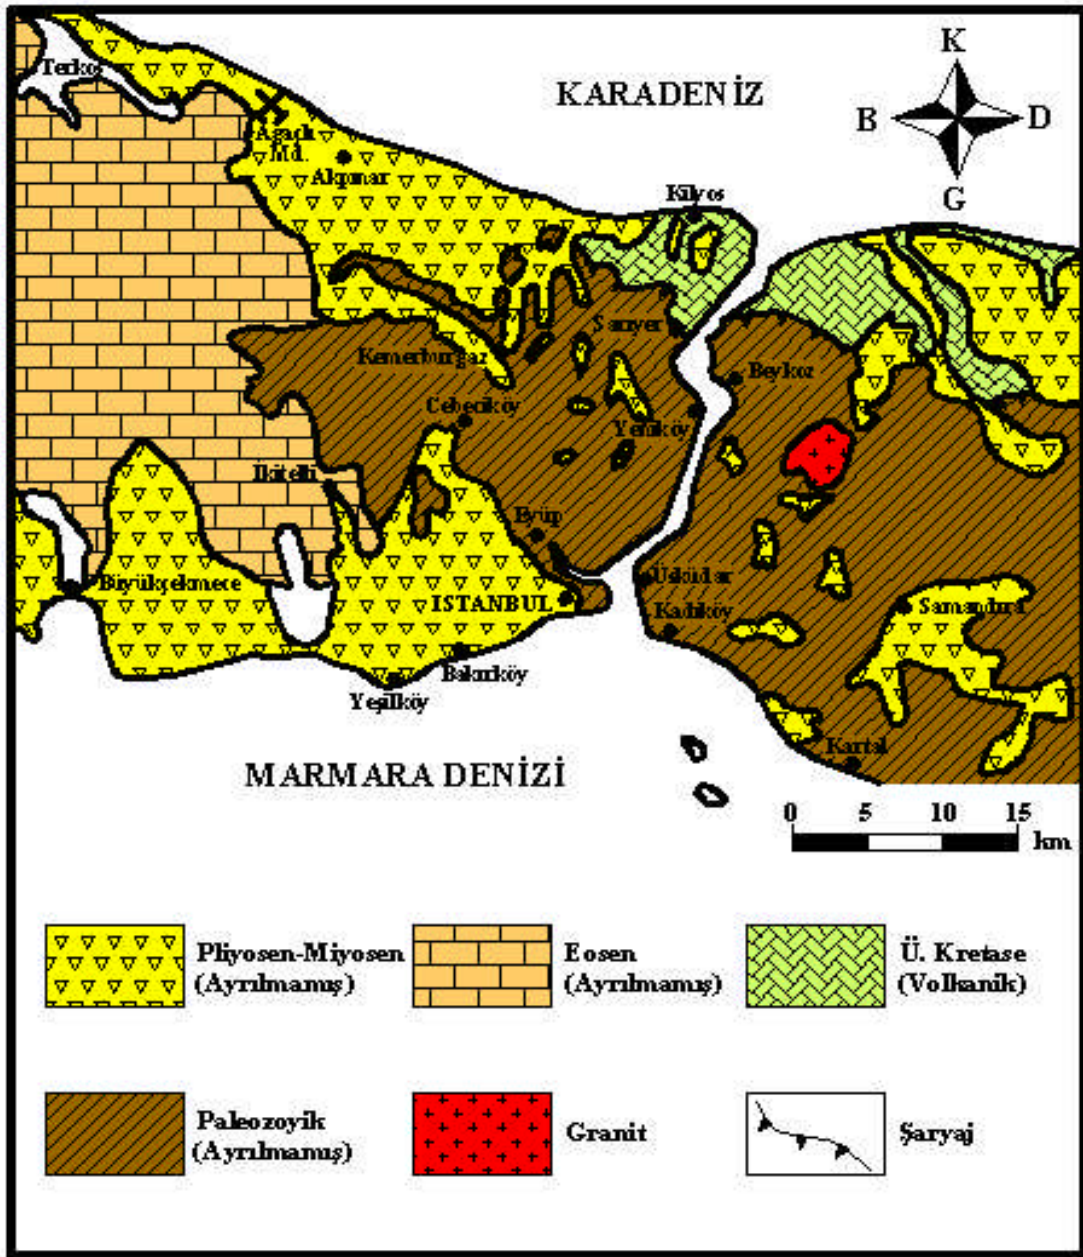 K
KARADENİZ
B
D
G
Terkos
Ağaçlı
Md.
Akpınar
Kilyos
Sarıyer
Kemerburgaz
Beykoz
Cebeciköy
Yeniköy
İkitelli
Eyüp
Büyükçekmece
Üsküdar
ISTANBUL
Samandıra
Kadıköy
Bakırköy
Yeşilköy
Kartal
MARMARA DENİZİ
0 5 10 15
km
Pliyosen-Miyosen
(Ayrılmamış)
Eosen
(Ayrılmamış)
Ü. Kretase
(Volkanik)
Paleozoyik
(Ayrılmamış)
Granit
Şaryaj